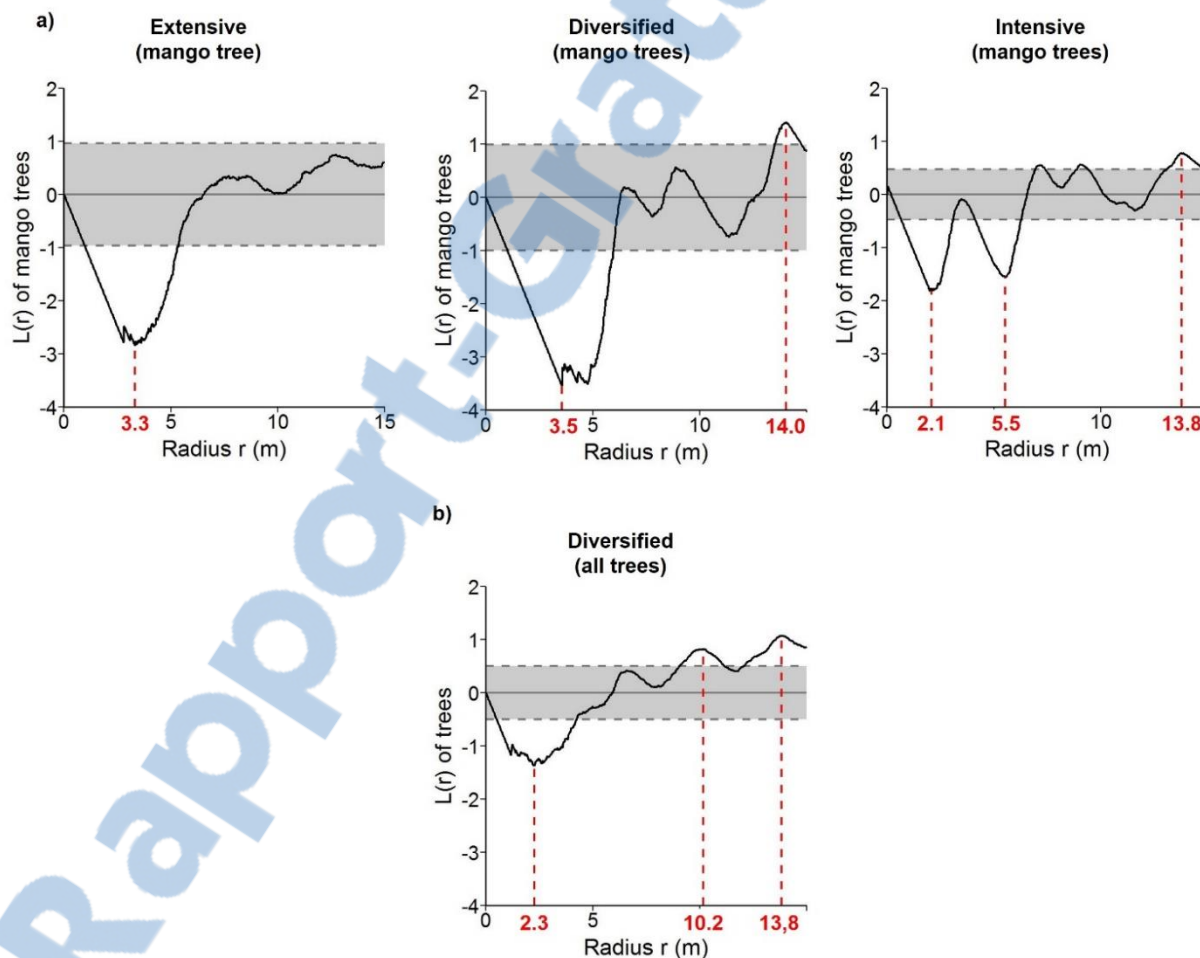 a)
Extensive
(mango tree)
2
1
0
-1
-2
-3
-4
L(r) of mango trees
0 3.3 5 10 15
Radius r (m)
Diversified
(mango trees)
2
1
0
-1
-2
-3
-4
L(r) of mango trees
0 3.5 5 10 14.0
Radius r (m)
Intensive
(mango trees)
2
1
0
-1
-2
-3
-4
L(r) of mango trees
0 2.1 5.5 10 13.8
Radius r (m)
b)
Diversified
(all trees)
2
1
0
-1
-2
-3
-4
L(r) of trees
0 2.3 5 10.2 13,8
Radius r (m)
Rapport-Grat